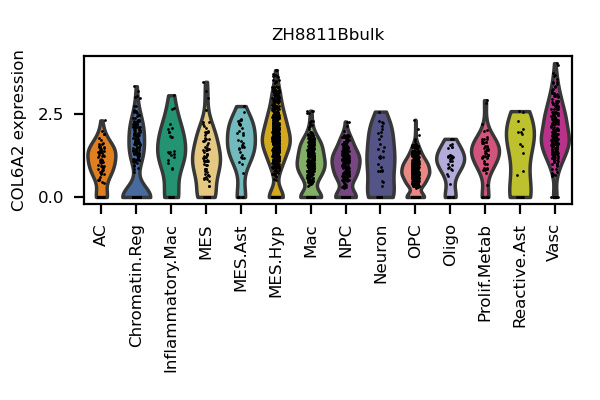 ZH8811Bbulk
COL6A2 expression
2.5
0.0
AC
Chromatin.Reg
Inflammatory.Mac
MES
MES.Ast
MES.Hyp
Mac
NPC
Neuron
OPC
Oligo
Prolif.Metab
Reactive.Ast
Vasc